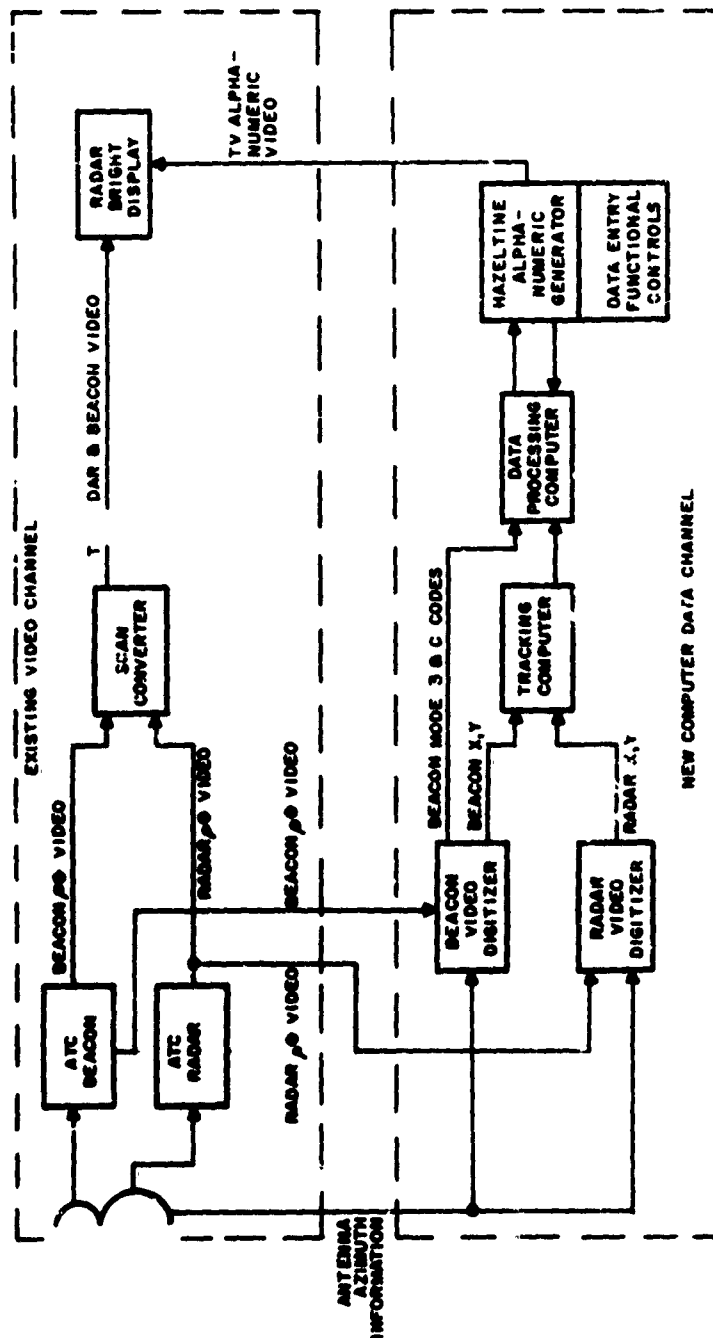 EXISTING VIDEO CHANNEL
ATC
BEACON
ATC
RADAR
BEACON ρθ VIDEO
RADAR ρθ VIDEO
SCAN
CONVERTER
T DAR & BEACON VIDEO
RADAR
BRIGHT
DISPLAY
TV ALPHA-
NUMERIC
VIDEO
RADAR ρθ VIDEO
BEACON ρθ VIDEO
ANTENNA
AZIMUTH
INFORMATION
BEACON
VIDEO
DIGITIZER
RADAR
VIDEO
DIGITIZER
BEACON MODE 3 & C CODES
BEACON X,Y
RADAR X,Y
TRACKING
COMPUTER
DATA
PROCESSING
COMPUTER
HAZELTINE
ALPHA-
NUMERIC
GENERATOR
DATA ENTRY
FUNCTIONAL
CONTROLS
NEW COMPUTER DATA CHANNEL